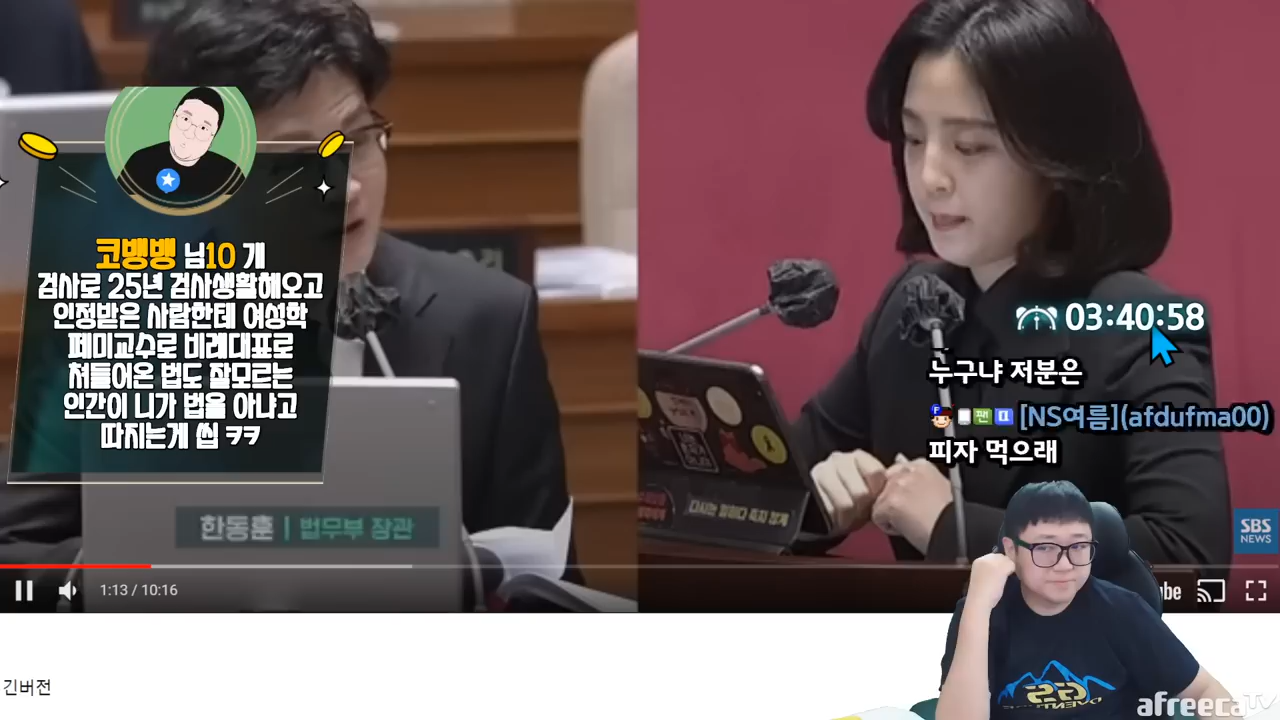 코뱅뱅 님10 개
검사로 25년 검사생활해오고
인정받은 사람한테 여성학
폐미교수로 비례대표로
쳐들어온 법도 잘모르는
인간이 니가 법을 아냐고
따지는게 씹 ㅋㅋ
03:40:58
누구냐 저분은
[NS여름](afdufma00)
피자 먹으래
한동훈 | 법무부 장관
SBS
NEWS
1:13 / 10:16
긴버전
afreecaTV